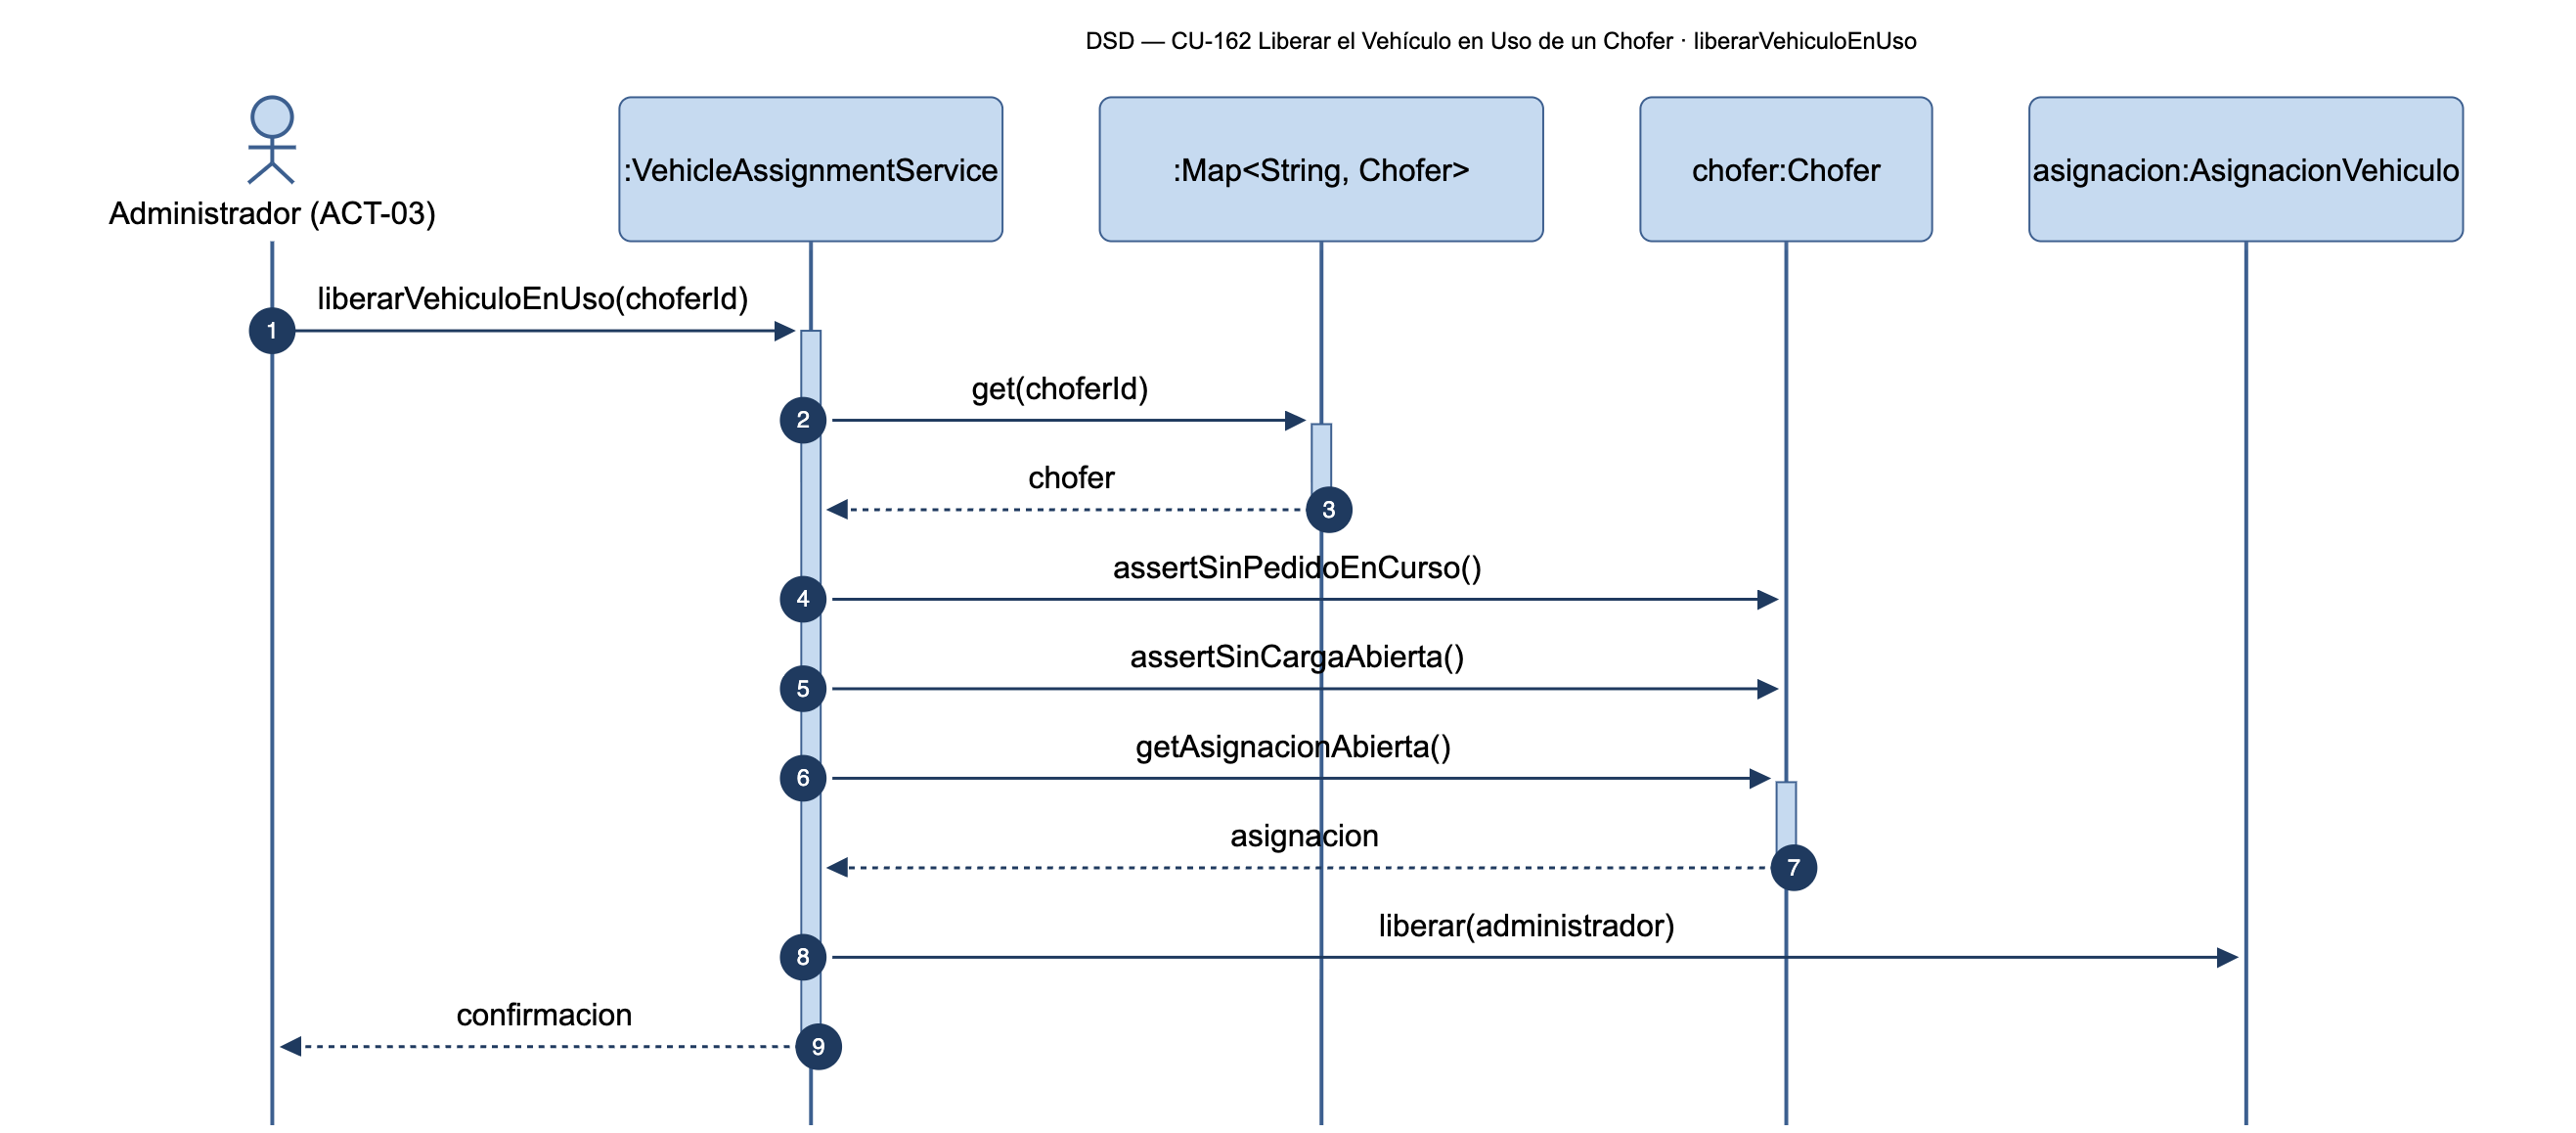 DSD — CU-162 Liberar el Vehículo en Uso de un Chofer · liberarVehiculoEnUso
Administrador (ACT-03)
:VehicleAssignmentService
:Map<String, Chofer>
chofer:Chofer
asignacion:AsignacionVehiculo
1
liberarVehiculoEnUso(choferId)
2
get(choferId)
chofer
3
assertSinPedidoEnCurso()
4
assertSinCargaAbierta()
5
getAsignacionAbierta()
6
asignacion
7
liberar(administrador)
8
confirmacion
9